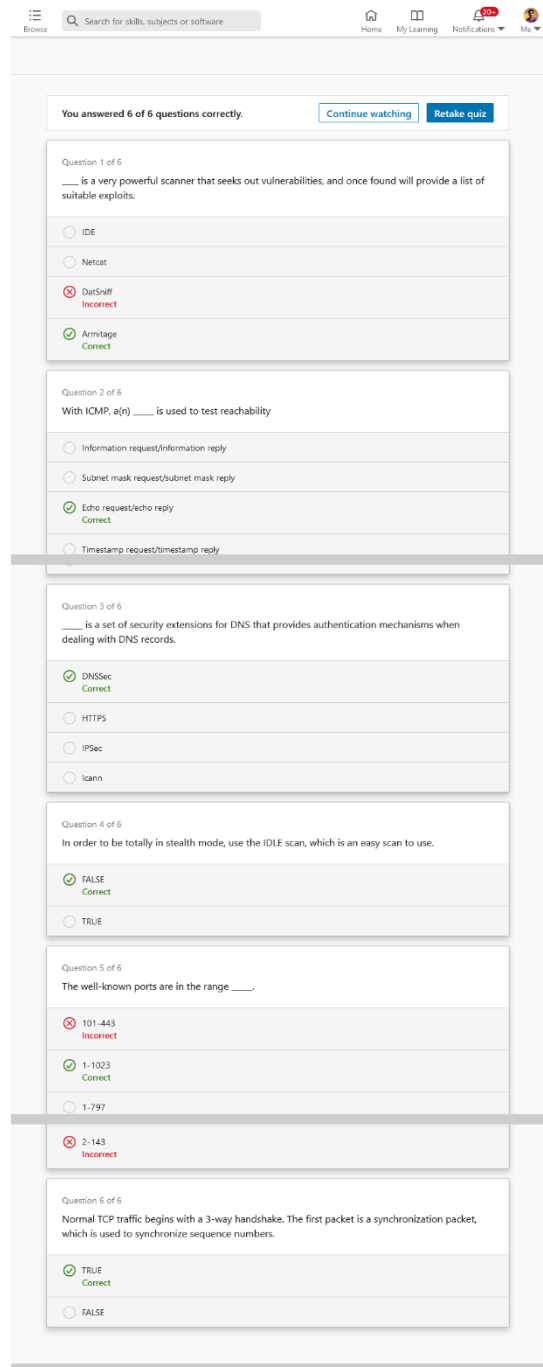 Browse
Search for skills, subjects or software
Home
My Learning
20+
Notifications
Me
You answered 6 of 6 questions correctly.
Continue watching
Retake quiz
Question 1 of 6
____ is a very powerful scanner that seeks out vulnerabilities, and once found will provide a list of
suitable exploits.
IDE
Netcat
DatSniff
Incorrect
Armitage
Correct
Question 2 of 6
With ICMP, a(n) _____ is used to test reachability
Information request/information reply
Subnet mask request/subnet mask reply
Echo request/echo reply
Correct
Timestamp request/timestamp reply
Question 3 of 6
_____ is a set of security extensions for DNS that provides authentication mechanisms when
dealing with DNS records.
DNSSec
Correct
HTTPS
IPSec
Icann
Question 4 of 6
In order to be totally in stealth mode, use the IDLE scan, which is an easy scan to use.
FALSE
Correct
TRUE
Question 5 of 6
The well-known ports are in the range _____.
101-443
Incorrect
1-1023
Correct
1-797
2-143
Incorrect
Question 6 of 6
Normal TCP traffic begins with a 3-way handshake. The first packet is a synchronization packet,
which is used to synchronize sequence numbers.
TRUE
Correct
FALSE